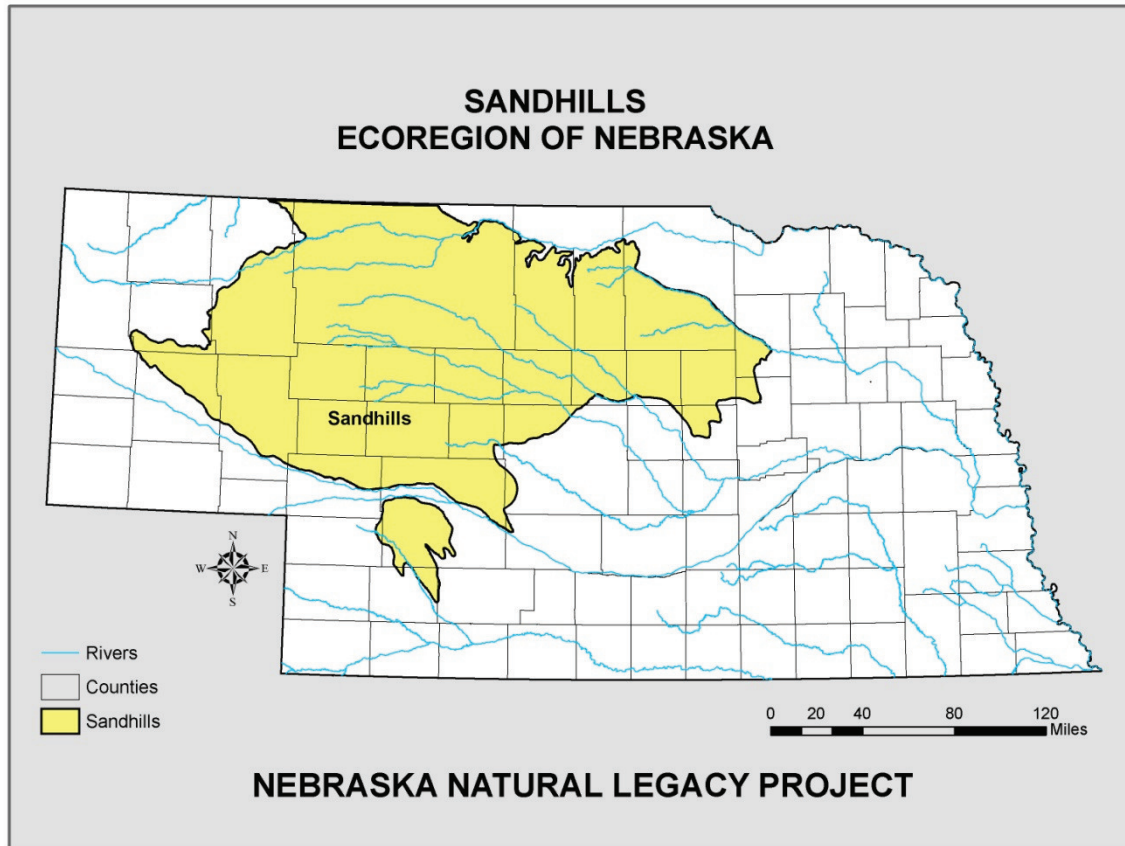 SANDHILLS
ECOREGION OF NEBRASKA
Sandhills
N
W E
S
Rivers
Counties
Sandhills
0 20 40 80 120
Miles
NEBRASKA NATURAL LEGACY PROJECT